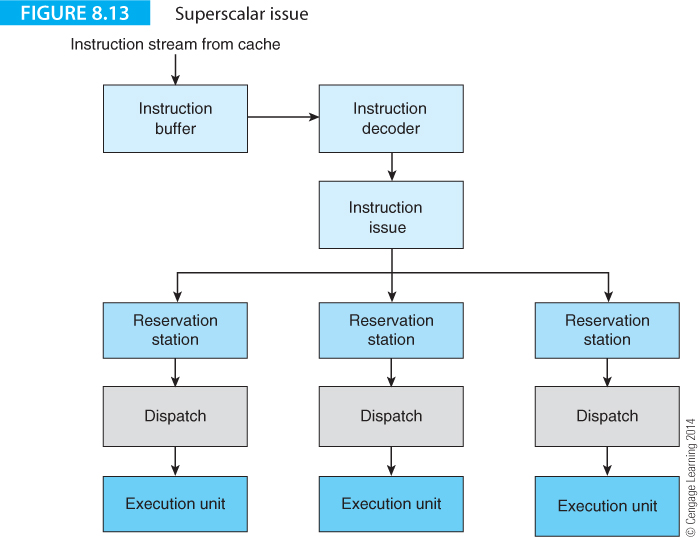 FIGURE 8.13 Superscalar issue
Instruction stream from cache
Instruction
buffer
Instruction
decoder
Instruction
issue
Reservation
station
Reservation
station
Reservation
station
Dispatch
Dispatch
Dispatch
Execution unit
Execution unit
Execution unit
© Cengage Learning 2014